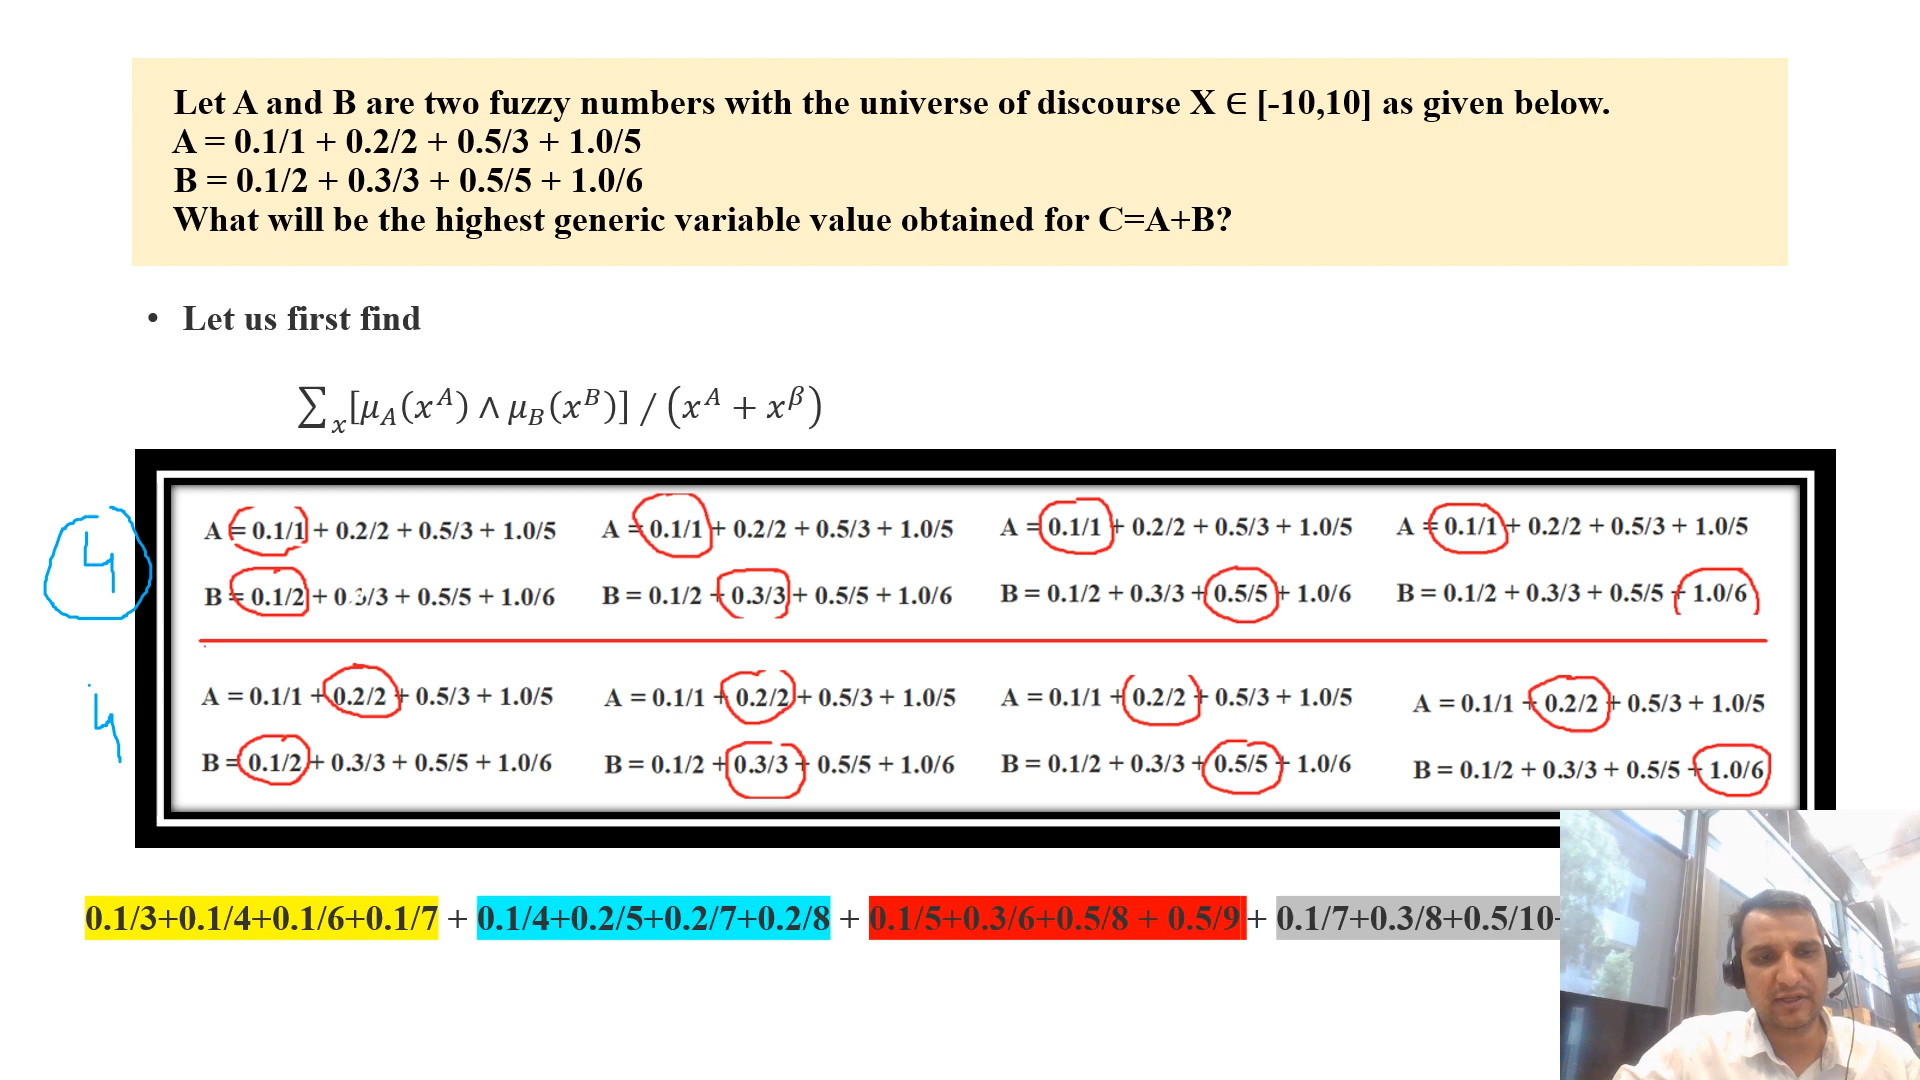 Let A and B are two fuzzy numbers with the universe of discourse X ∈ [-10,10] as given below.
A = 0.1/1 + 0.2/2 + 0.5/3 + 1.0/5
B = 0.1/2 + 0.3/3 + 0.5/5 + 1.0/6
What will be the highest generic variable value obtained for C=A+B?
• Let us first find
∑x[μA(x^A) ∧ μB(x^B)] / (x^A + x^β)
4
A = 0.1/1 + 0.2/2 + 0.5/3 + 1.0/5
B = 0.1/2 + 0.3/3 + 0.5/5 + 1.0/6
A = 0.1/1 + 0.2/2 + 0.5/3 + 1.0/5
B = 0.1/2 + 0.3/3 + 0.5/5 + 1.0/6
A = 0.1/1 + 0.2/2 + 0.5/3 + 1.0/5
B = 0.1/2 + 0.3/3 + 0.5/5 + 1.0/6
A = 0.1/1 + 0.2/2 + 0.5/3 + 1.0/5
B = 0.1/2 + 0.3/3 + 0.5/5 + 1.0/6
4
A = 0.1/1 + 0.2/2 + 0.5/3 + 1.0/5
B = 0.1/2 + 0.3/3 + 0.5/5 + 1.0/6
A = 0.1/1 + 0.2/2 + 0.5/3 + 1.0/5
B = 0.1/2 + 0.3/3 + 0.5/5 + 1.0/6
A = 0.1/1 + 0.2/2 + 0.5/3 + 1.0/5
B = 0.1/2 + 0.3/3 + 0.5/5 + 1.0/6
A = 0.1/1 + 0.2/2 + 0.5/3 + 1.0/5
B = 0.1/2 + 0.3/3 + 0.5/5 + 1.0/6
0.1/3+0.1/4+0.1/6+0.1/7 + 0.1/4+0.2/5+0.2/7+0.2/8 + 0.1/5+0.3/6+0.5/8 + 0.5/9 + 0.1/7+0.3/8+0.5/10+